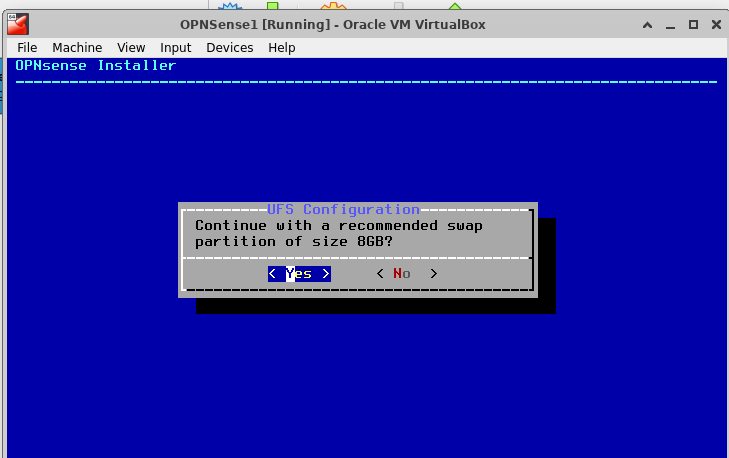 OPNSense1 [Running] - Oracle VM VirtualBox
File Machine View Input Devices Help
OPNsense Installer
UFS Configuration
Continue with a recommended swap
partition of size 8GB?
< Yes > < No >